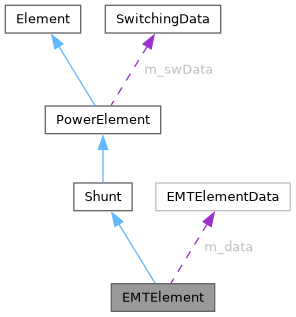 Element
SwitchingData
m_swData
PowerElement
Shunt
EMTElementData
m_data
EMTElement